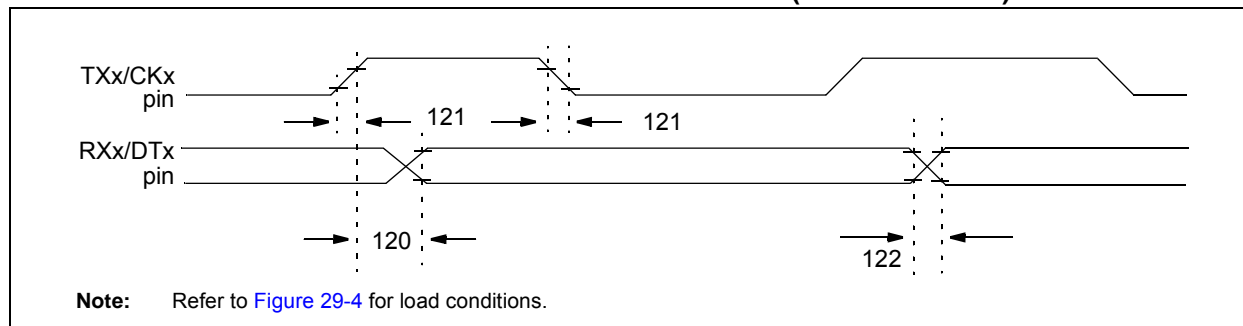 TXx/CKx
pin
121
121
RXx/DTx
pin
120
122
Note: Refer to Figure 29-4 for load conditions.